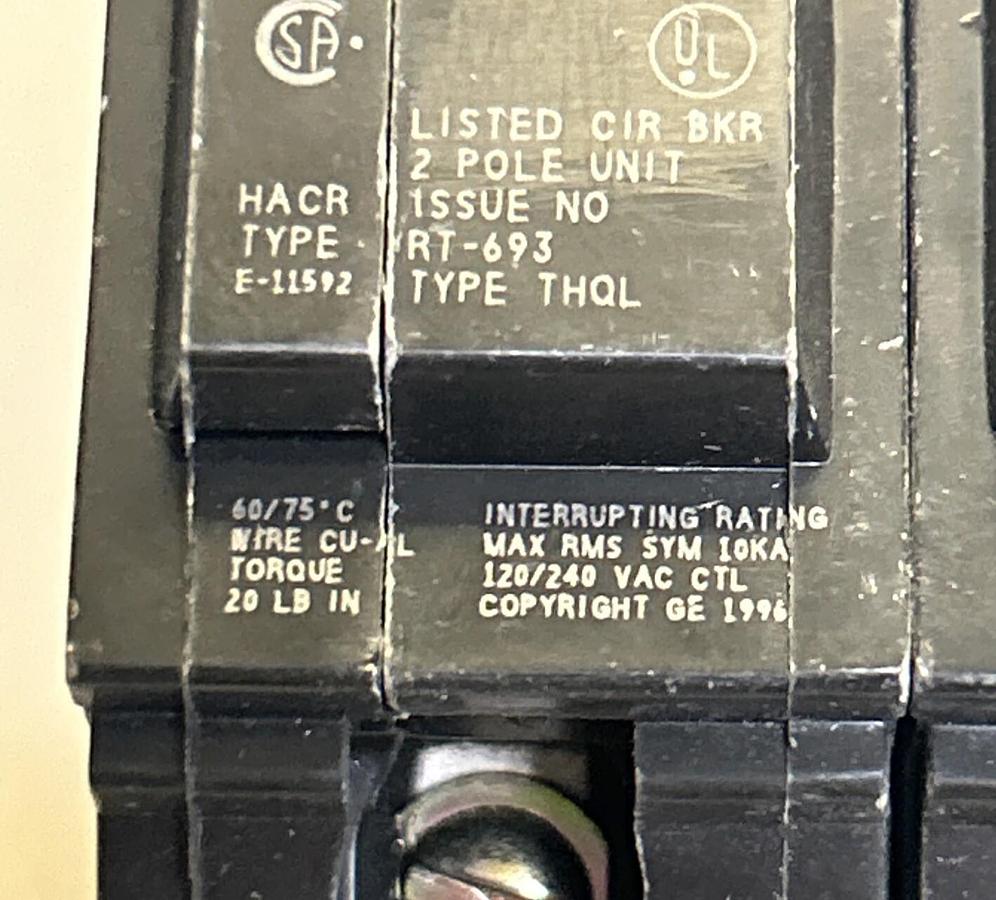 SA
UL
LISTED CIR BKR
2 POLE UNIT
ISSUE NO
RT-693
TYPE THQL
HACR
TYPE
E-11592
60/75°C
WIRE CU-AL
TORQUE
20 LB IN
INTERRUPTING RATING
MAX RMS SYM 10KA
120/240 VAC CTL
COPYRIGHT GE 1996